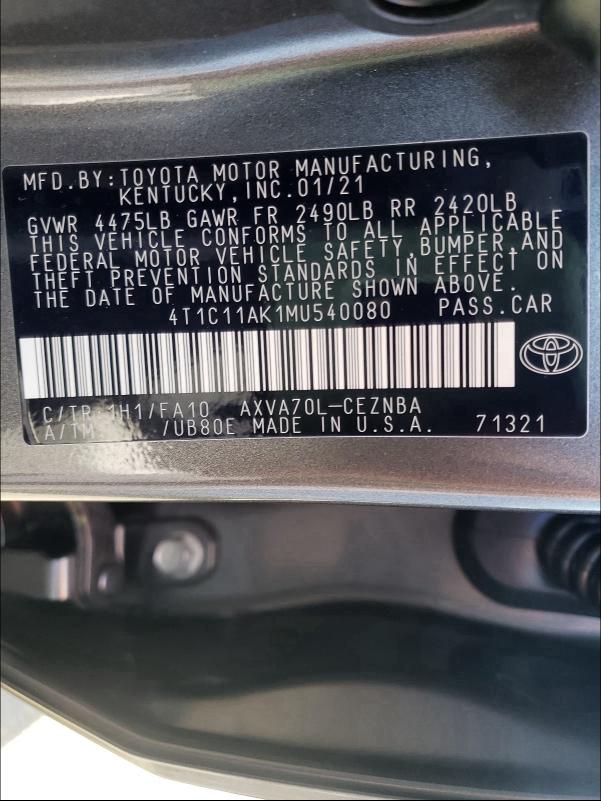 MFD.BY:TOYOTA MOTOR MANUFACTURING,
KENTUCKY,INC.01/21
GVWR 4475LB GAWR FR 2490LB RR 2420LB
THIS VEHICLE CONFORMS TO ALL APPLICABLE
FEDERAL MOTOR VEHICLE SAFETY,BUMPER,AND
THEFT PREVENTION STANDARDS IN EFFECT ON
THE DATE OF MANUFACTURE SHOWN ABOVE.
4T1C11AK1MU540080 PASS.CAR
C/TR 1H1/FA10 AXVA70L-CEZNBA
A/TM /UB80E MADE IN U.S.A. 71321